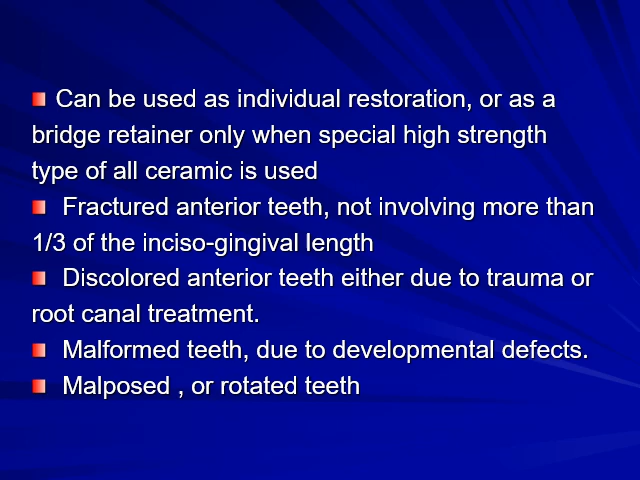 Can be used as individual restoration, or as a
bridge retainer only when special high strength
type of all ceramic is used
Fractured anterior teeth, not involving more than
1/3 of the inciso-gingival length
Discolored anterior teeth either due to trauma or
root canal treatment.
Malformed teeth, due to developmental defects.
Malposed , or rotated teeth